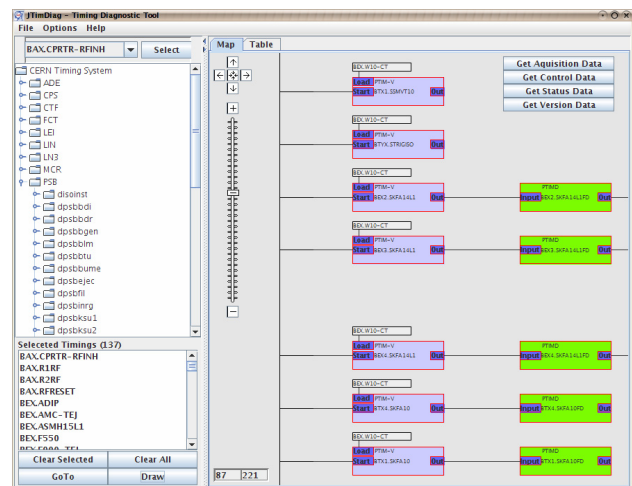 JTimDiag - Timing Diagnostic Tool
File Options Help
BAX.CPRTR-RFINH Select
CERN Timing System
ADE
CPS
CTF
FCT
LEI
LIN
LN3
MCR
PSB
disoinst
dpsbbdi
dpsbbdr
dpsbbgen
dpsbblm
dpsbbtu
dpsbbume
dpsbejec
dpsbfil
dpsbinrg
dpsbksu1
dpsbksu2
Seleceted Timings (137)
BAX.CPRTR-RFINH
BAX.R1RF
BAX.R2RF
BAX.RFRESET
BEX.ADIP
BEX.AMC-TEJ
BEX.ASMH15L1
BEX.F550
Clear Selected Clear All
GoTo Draw
Map Table
Get Aquisition Data
Get Control Data
Get Status Data
Get Version Data
BEX.W10-CT
Load PTIM-V
Start BTX1.SSMVT10 Out
BEX.W10-CT
Load PTIM-V
Start BTYX.STRIGISO Out
BEX.W10-CT
Load PTIM-V
Start BEX2.SKFA14L1 Out
PTIMD
Input BEX2.SKFA14L1FD Out
BEX.W10-CT
Load PTIM-V
Start BEX3.SKFA14L1 Out
PTIMD
Input BEX3.SKFA14L1FD Out
BEX.W10-CT
Load PTIM-V
Start BEX4.SKFA14L1 Out
PTIMD
Input BEX4.SKFA14L1FD Out
BEX.W10-CT
Load PTIM-V
Start BTX4.SKFA10 Out
PTIMD
Input BTX4.SKFA10FD Out
BEX.W10-CT
Load PTIM-V
Start BTX1.SKFA10 Out
PTIMD
Input BTX1.SKFA10FD Out
87 221